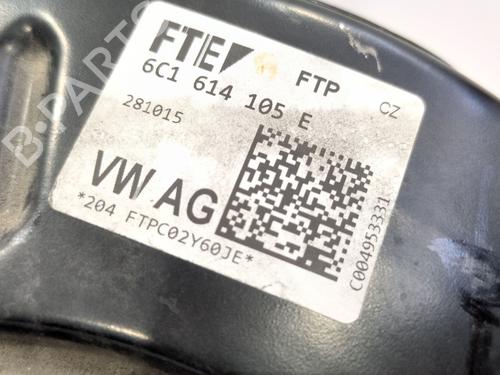 FTE FTP CZ
6C1 614 105 E
281015
VW AG
*204 FTPC02Y60JE*
C004953331
B-PARTS